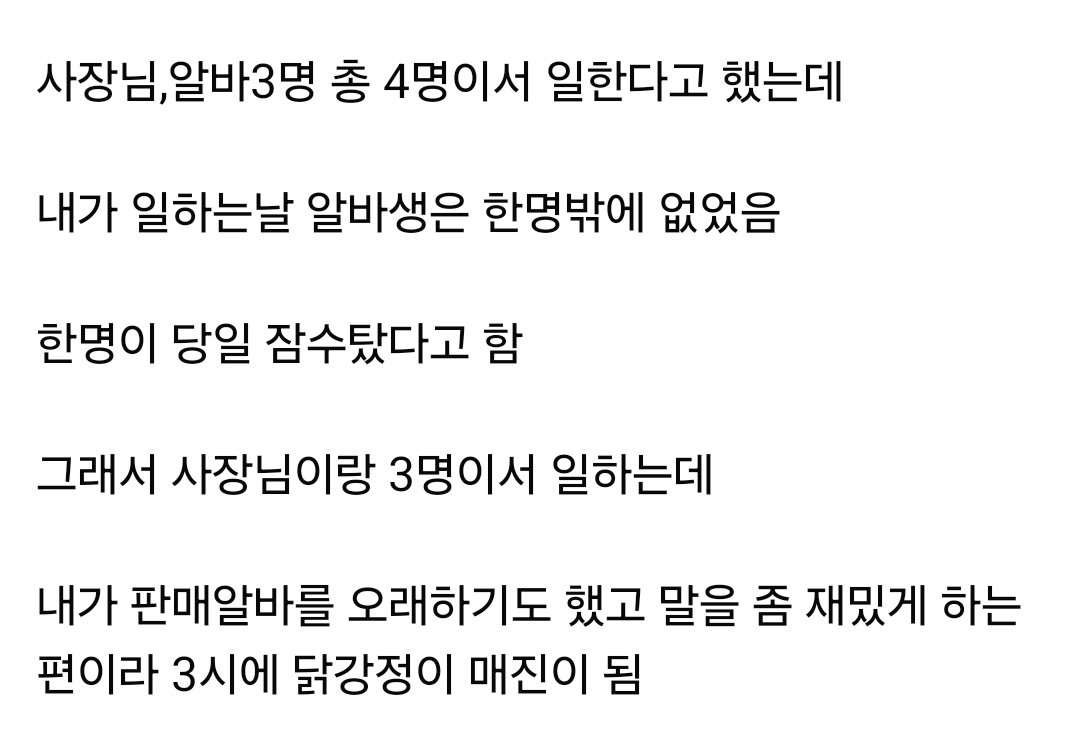 사장님,알바3명 총 4명이서 일한다고 했는데
내가 일하는날 알바생은 한명밖에 없었음
한명이 당일 잠수탔다고 함
그래서 사장님이랑 3명이서 일하는데
내가 판매알바를 오래하기도 했고 말을 좀 재밌게 하는
편이라 3시에 닭강정이 매진이 됨